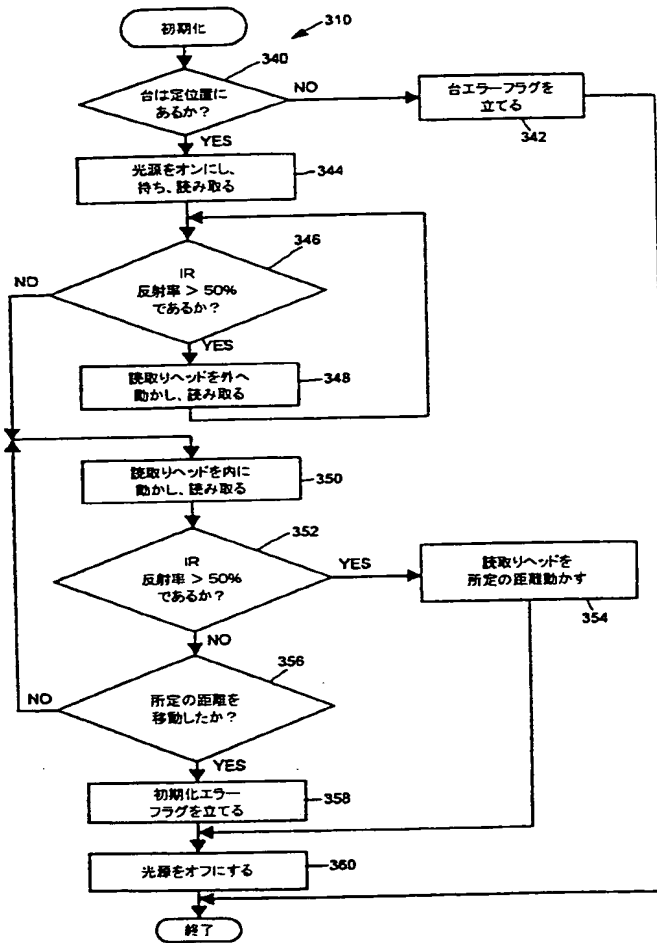 初期化
310
340
台は定位置に
あるか?
NO
台エラーフラグを
立てる
342
YES
光源をオンにし、
持ち、読み取る
344
346
IR
反射率 > 50%
であるか?
NO
YES
読取りヘッドを外へ
動かし、読み取る
348
読取りヘッドを内に
動かし、読み取る
350
352
IR
反射率 > 50%
であるか?
YES
読取りヘッドを
所定の距離動かす
354
NO
356
所定の距離を
移動したか?
NO
YES
初期化エラー
フラグを立てる
358
光源をオフにする
360
終了